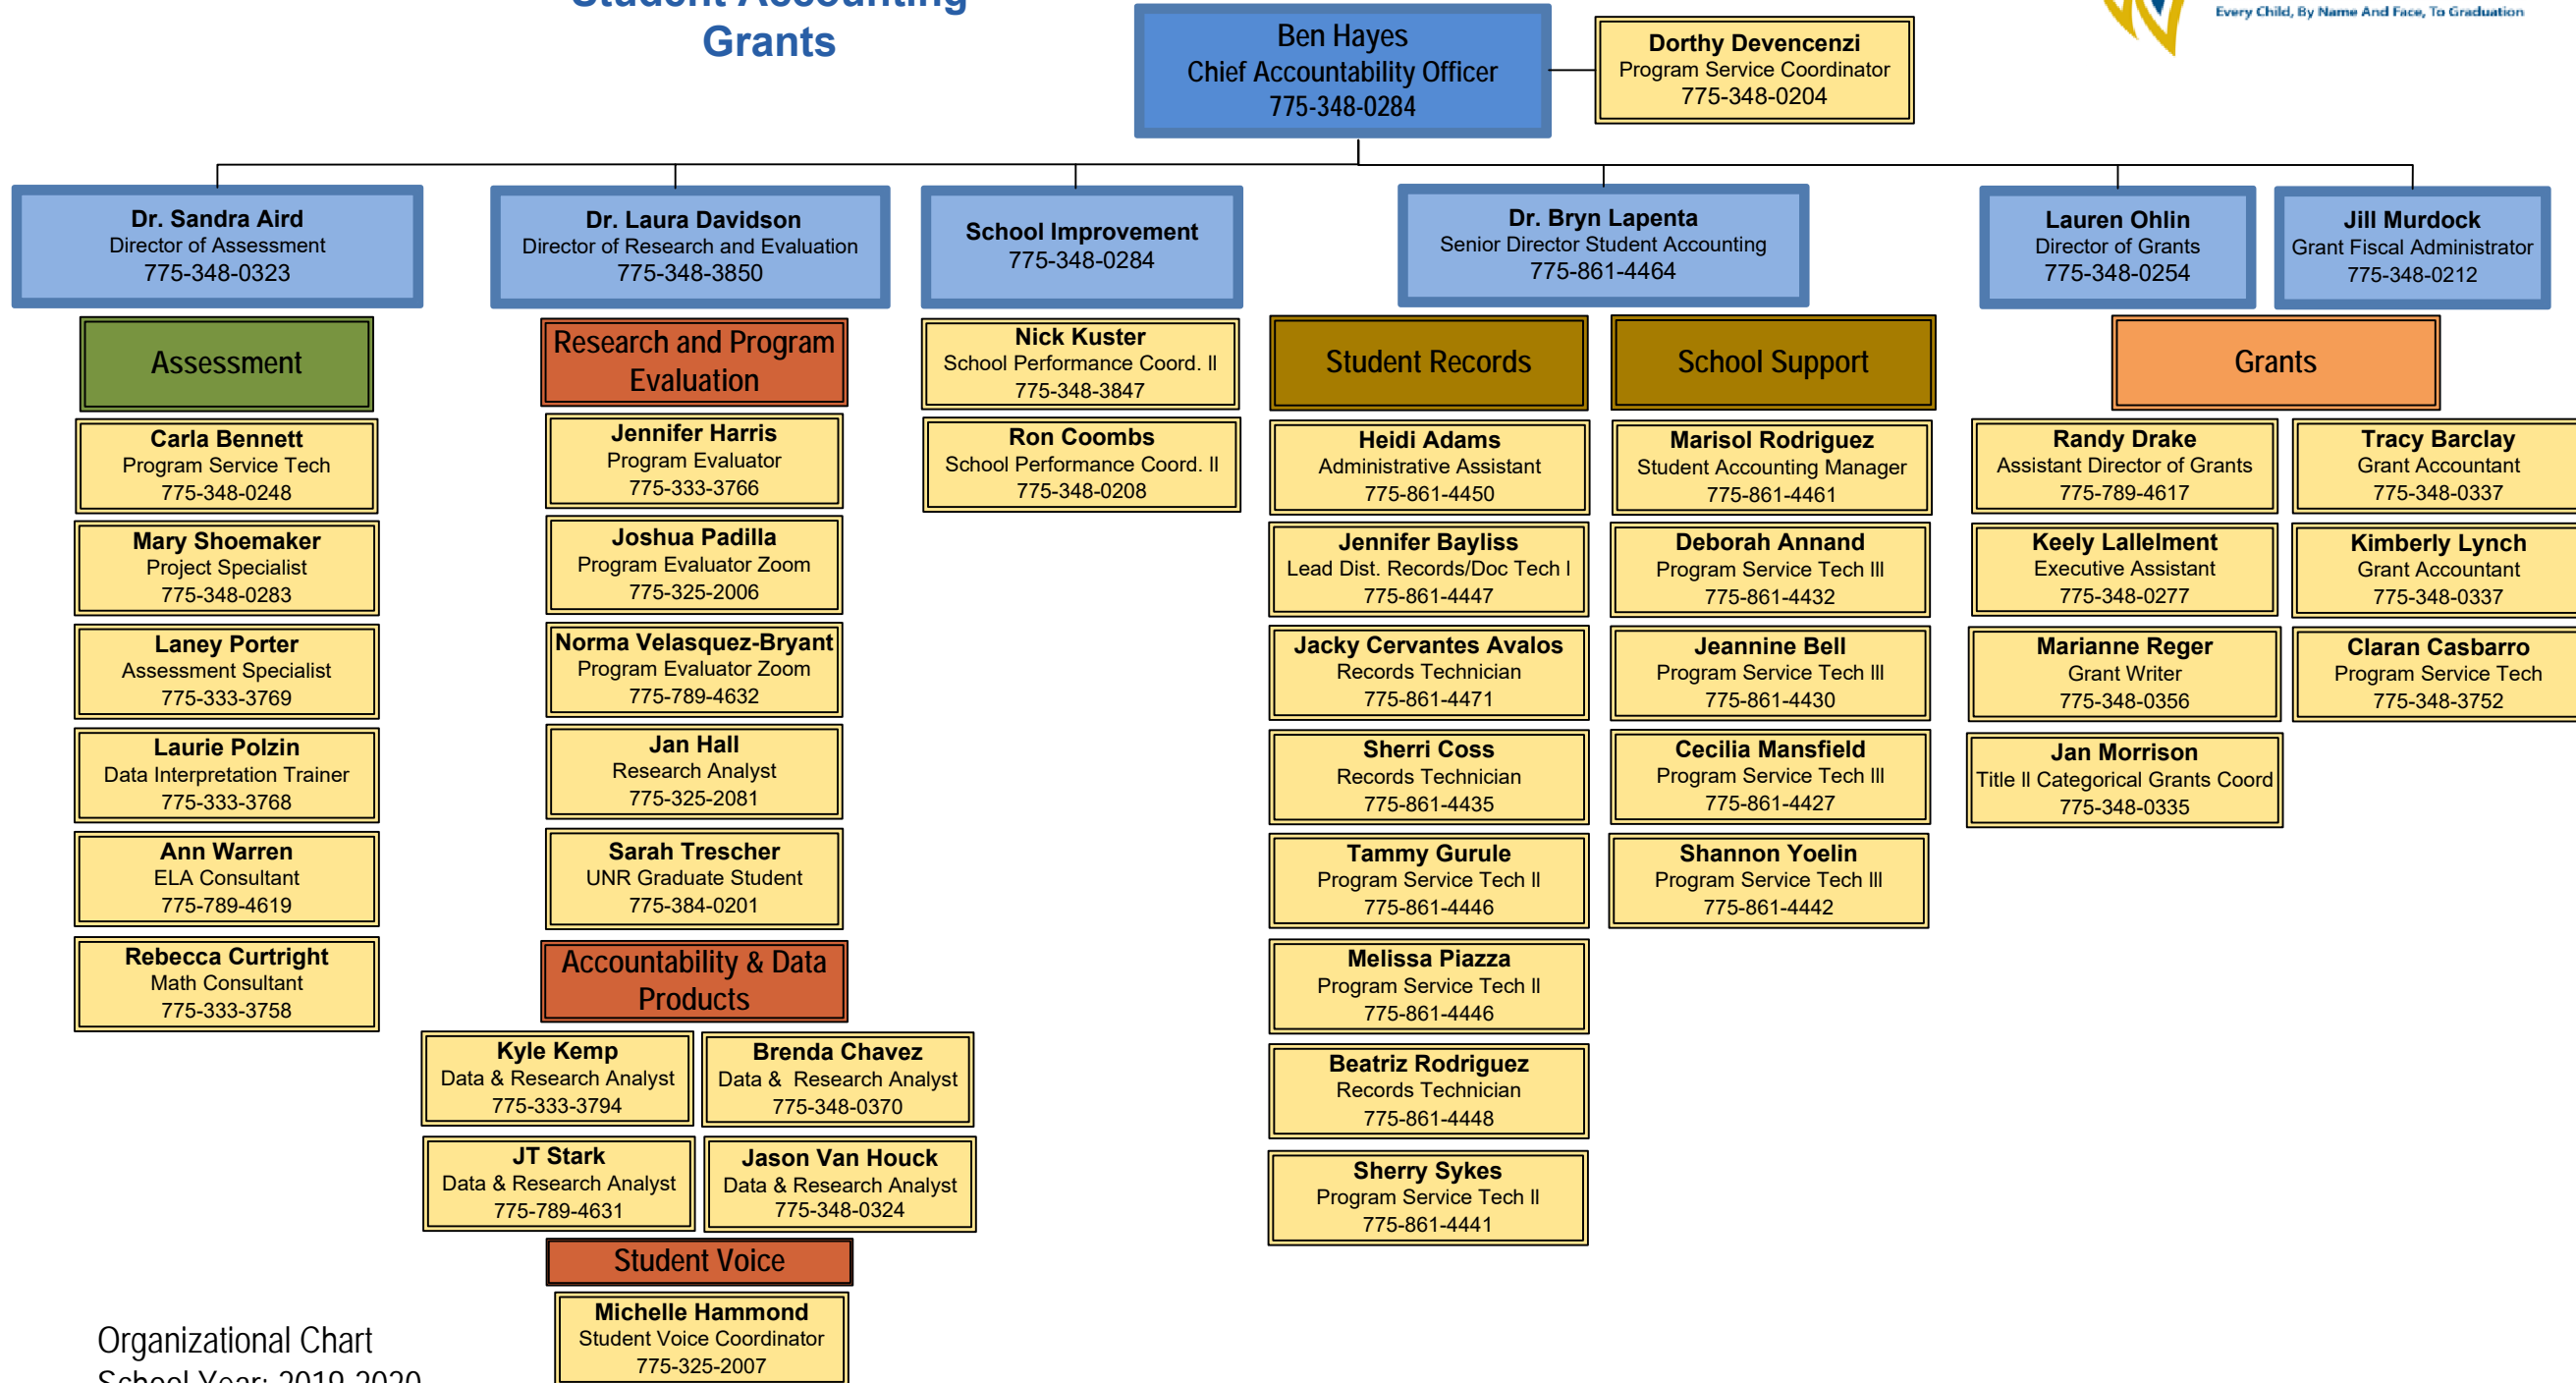 Student Accounting
Grants
Every Child, By Name And Face, To Graduation
Ben Hayes
Chief Accountability Officer
775-348-0284
Dorthy Devencenzi
Program Service Coordinator
775-348-0204
Dr. Sandra Aird
Director of Assessment
775-348-0323
Dr. Laura Davidson
Director of Research and Evaluation
775-348-3850
School Improvement
775-348-0284
Dr. Bryn Lapenta
Senior Director Student Accounting
775-861-4464
Lauren Ohlin
Director of Grants
775-348-0254
Jill Murdock
Grant Fiscal Administrator
775-348-0212
Assessment
Carla Bennett
Program Service Tech
775-348-0248
Mary Shoemaker
Project Specialist
775-348-0283
Laney Porter
Assessment Specialist
775-333-3769
Laurie Polzin
Data Interpretation Trainer
775-333-3768
Ann Warren
ELA Consultant
775-789-4619
Rebecca Curtright
Math Consultant
775-333-3758
Research and Program
Evaluation
Jennifer Harris
Program Evaluator
775-333-3766
Joshua Padilla
Program Evaluator Zoom
775-325-2006
Norma Velasquez-Bryant
Program Evaluator Zoom
775-789-4632
Jan Hall
Research Analyst
775-325-2081
Sarah Trescher
UNR Graduate Student
775-384-0201
Accountability & Data
Products
Kyle Kemp
Data & Research Analyst
775-333-3794
Brenda Chavez
Data & Research Analyst
775-348-0370
JT Stark
Data & Research Analyst
775-789-4631
Jason Van Houck
Data & Research Analyst
775-348-0324
Student Voice
Michelle Hammond
Student Voice Coordinator
775-325-2007
Nick Kuster
School Performance Coord. II
775-348-3847
Ron Coombs
School Performance Coord. II
775-348-0208
Student Records
Heidi Adams
Administrative Assistant
775-861-4450
Jennifer Bayliss
Lead Dist. Records/Doc Tech I
775-861-4447
Jacky Cervantes Avalos
Records Technician
775-861-4471
Sherri Coss
Records Technician
775-861-4435
Tammy Gurule
Program Service Tech II
775-861-4446
Melissa Piazza
Program Service Tech II
775-861-4446
Beatriz Rodriguez
Records Technician
775-861-4448
Sherry Sykes
Program Service Tech II
775-861-4441
School Support
Marisol Rodriguez
Student Accounting Manager
775-861-4461
Deborah Annand
Program Service Tech III
775-861-4432
Jeannine Bell
Program Service Tech III
775-861-4430
Cecilia Mansfield
Program Service Tech III
775-861-4427
Shannon Yoelin
Program Service Tech III
775-861-4442
Grants
Randy Drake
Assistant Director of Grants
775-789-4617
Keely Lallelment
Executive Assistant
775-348-0277
Marianne Reger
Grant Writer
775-348-0356
Jan Morrison
Title II Categorical Grants Coord
775-348-0335
Tracy Barclay
Grant Accountant
775-348-0337
Kimberly Lynch
Grant Accountant
775-348-0337
Claran Casbarro
Program Service Tech
775-348-3752
Organizational Chart
School Year: 2019-2020